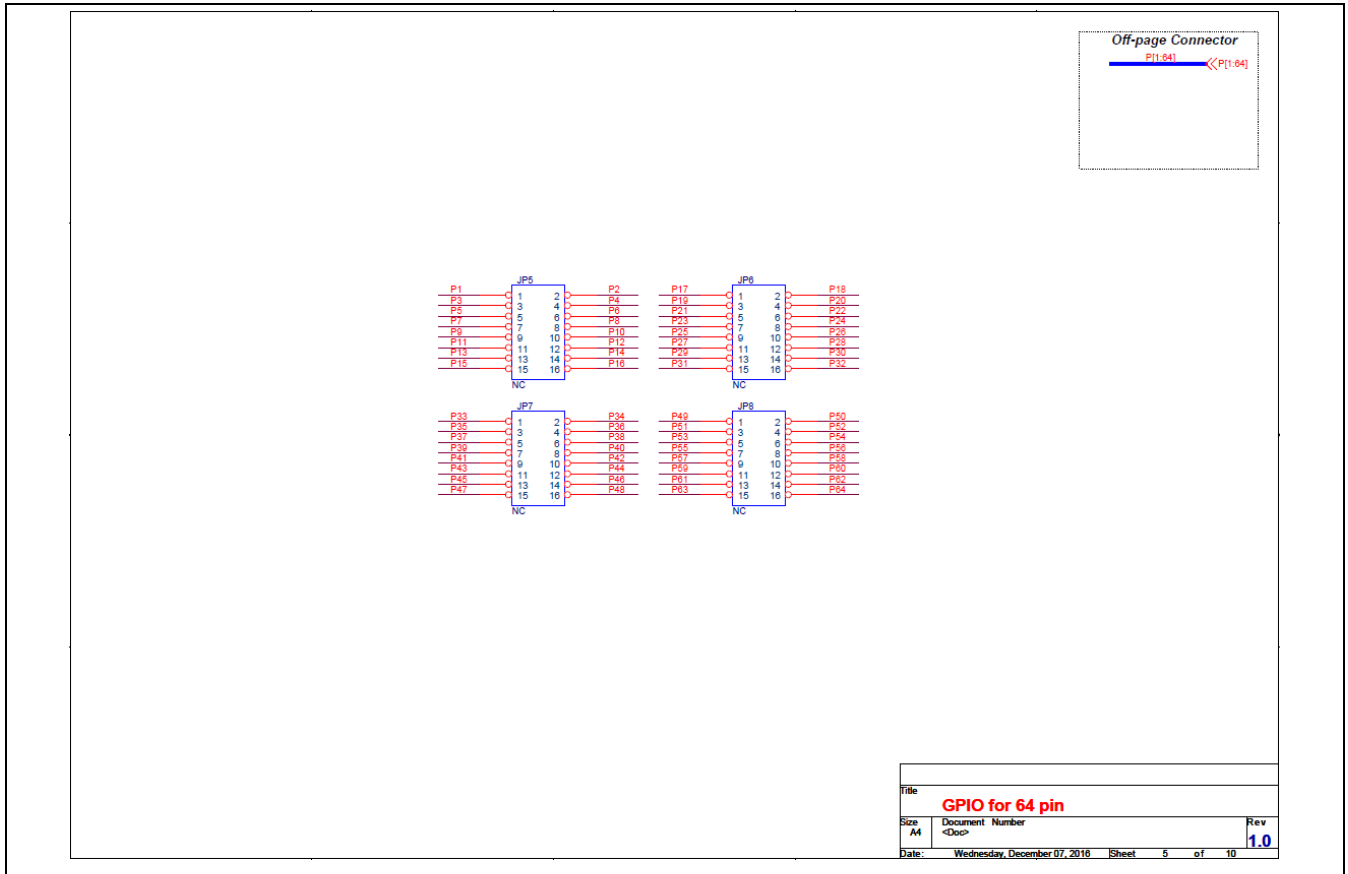 Off-page Connector
P[1:64] P[1:64]
JP5 JP6
P1 1 2 P2 P17 1 2 P18
P3 3 4 P4 P19 3 4 P20
P5 5 6 P6 P21 5 6 P22
P7 7 8 P8 P23 7 8 P24
P9 9 10 P10 P25 9 10 P26
P11 11 12 P12 P27 11 12 P28
P13 13 14 P14 P29 13 14 P30
P15 15 16 P16 P31 15 16 P32
NC NC
JP7 JP8
P33 1 2 P34 P49 1 2 P50
P35 3 4 P36 P51 3 4 P52
P37 5 6 P38 P53 5 6 P54
P39 7 8 P40 P55 7 8 P56
P41 9 10 P42 P57 9 10 P58
P43 11 12 P44 P59 11 12 P60
P45 13 14 P46 P61 13 14 P62
P47 15 16 P48 P63 15 16 P64
NC NC
Title
GPIO for 64 pin
Size Document Number Rev
A4 <Doc> 1.0
Date: Wednesday, December 07, 2016 Sheet 5 of 10